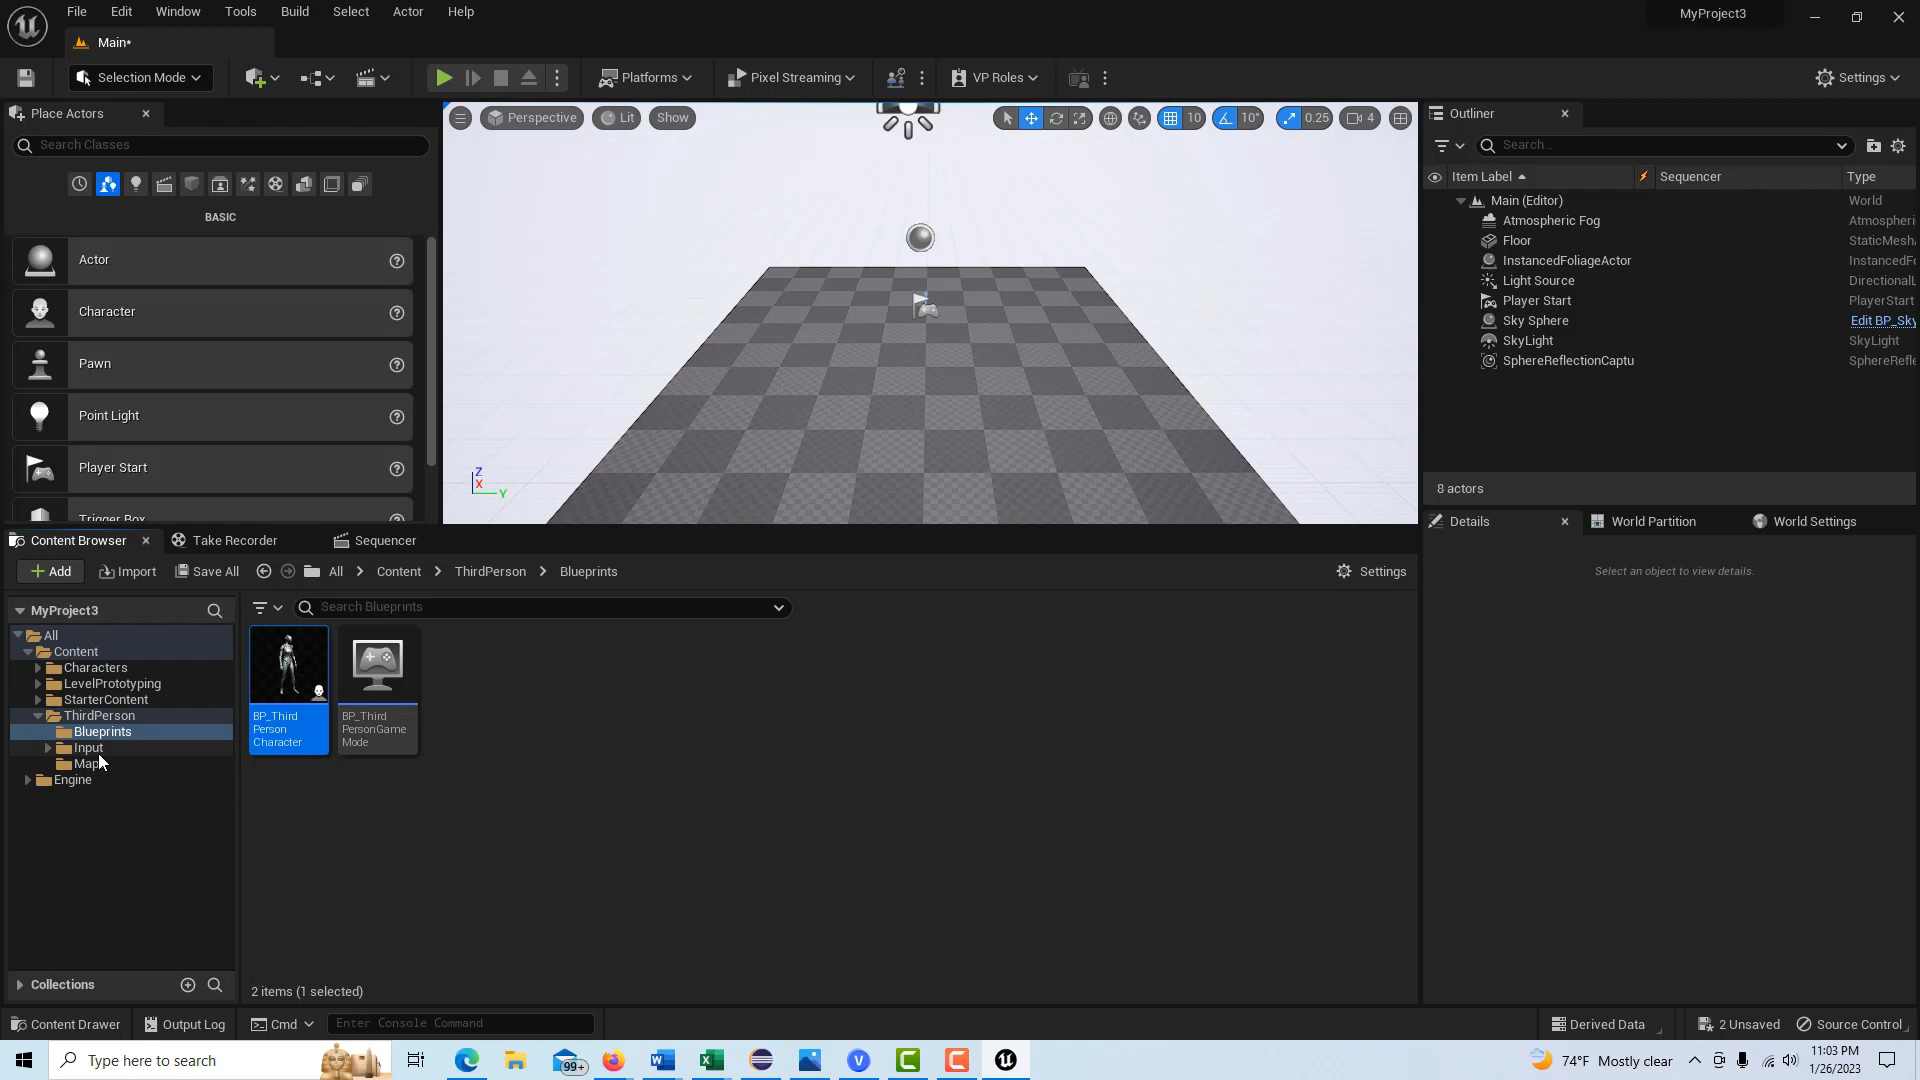 File Edit Window Tools Build Select Actor Help
MyProject3
Main*
Selection Mode
Platforms
Pixel Streaming
VP Roles
Settings
Place Actors
Search Classes
BASIC
Actor
Character
Pawn
Point Light
Player Start
Trigger Box
Perspective
Lit
Show
10
10°
0.25
4
Z
X
Y
Outliner
Search...
Item Label
Sequencer
Type
Main (Editor) World
Atmospheric Fog Atmospheri
Floor StaticMesh
InstancedFoliageActor InstancedFo
Light Source DirectionalL
Player Start PlayerStart
Sky Sphere Edit BP_Sky
SkyLight SkyLight
SphereReflectionCaptu SphereRefle
8 actors
Details
World Partition
World Settings
Select an object to view details.
Content Browser
Take Recorder
Sequencer
Add
Import
Save All
All
Content
ThirdPerson
Blueprints
Settings
MyProject3
Search Blueprints
All
Content
Characters
LevelPrototyping
StarterContent
ThirdPerson
Blueprints
Input
Map
Engine
BP_Third
Person
Character
BP_Third
PersonGame
Mode
Collections
2 items (1 selected)
Content Drawer
Output Log
Cmd
Enter Console Command
Derived Data
2 Unsaved
Source Control
Type here to search
99+
74°F Mostly clear
11:03 PM
1/26/2023